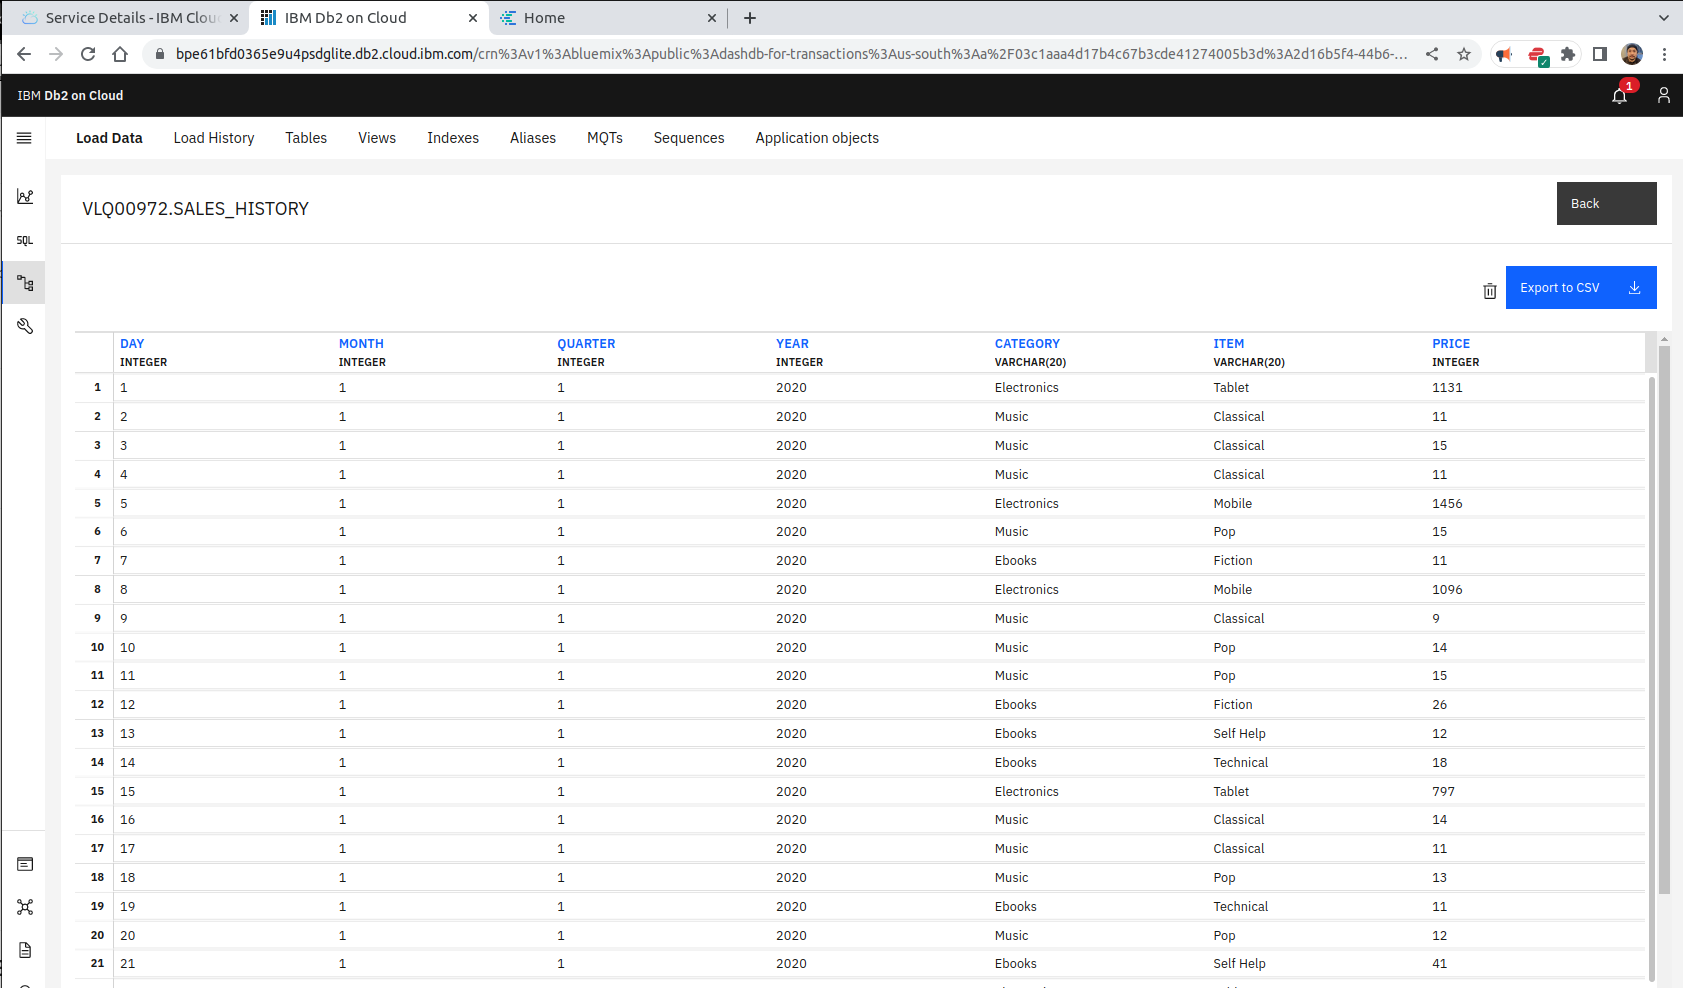 Service Details - IBM Clou
IBM Db2 on Cloud
Home
bpe61bfd0365e9u4psdglite.db2.cloud.ibm.com/crn%3Av1%3Abluemix%3Apublic%3Adashdb-for-transactions%3Aus-south%3Aa%2F03c1aaa4d17b4c67b3cde41274005b3d%3A2d16b5f4-44b6-...
IBM Db2 on Cloud
1
Load Data Load History Tables Views Indexes Aliases MQTs Sequences Application objects
VLQ00972.SALES_HISTORY
Back
SQL
Export to CSV
DAY MONTH QUARTER YEAR CATEGORY ITEM PRICE
INTEGER INTEGER INTEGER INTEGER VARCHAR(20) VARCHAR(20) INTEGER
1 1 1 1 2020 Electronics Tablet 1131
2 2 1 1 2020 Music Classical 11
3 3 1 1 2020 Music Classical 15
4 4 1 1 2020 Music Classical 11
5 5 1 1 2020 Electronics Mobile 1456
6 6 1 1 2020 Music Pop 15
7 7 1 1 2020 Ebooks Fiction 11
8 8 1 1 2020 Electronics Mobile 1096
9 9 1 1 2020 Music Classical 9
10 10 1 1 2020 Music Pop 14
11 11 1 1 2020 Music Pop 15
12 12 1 1 2020 Ebooks Fiction 26
13 13 1 1 2020 Ebooks Self Help 12
14 14 1 1 2020 Ebooks Technical 18
15 15 1 1 2020 Electronics Tablet 797
16 16 1 1 2020 Music Classical 14
17 17 1 1 2020 Music Classical 11
18 18 1 1 2020 Music Pop 13
19 19 1 1 2020 Ebooks Technical 11
20 20 1 1 2020 Music Pop 12
21 21 1 1 2020 Ebooks Self Help 41